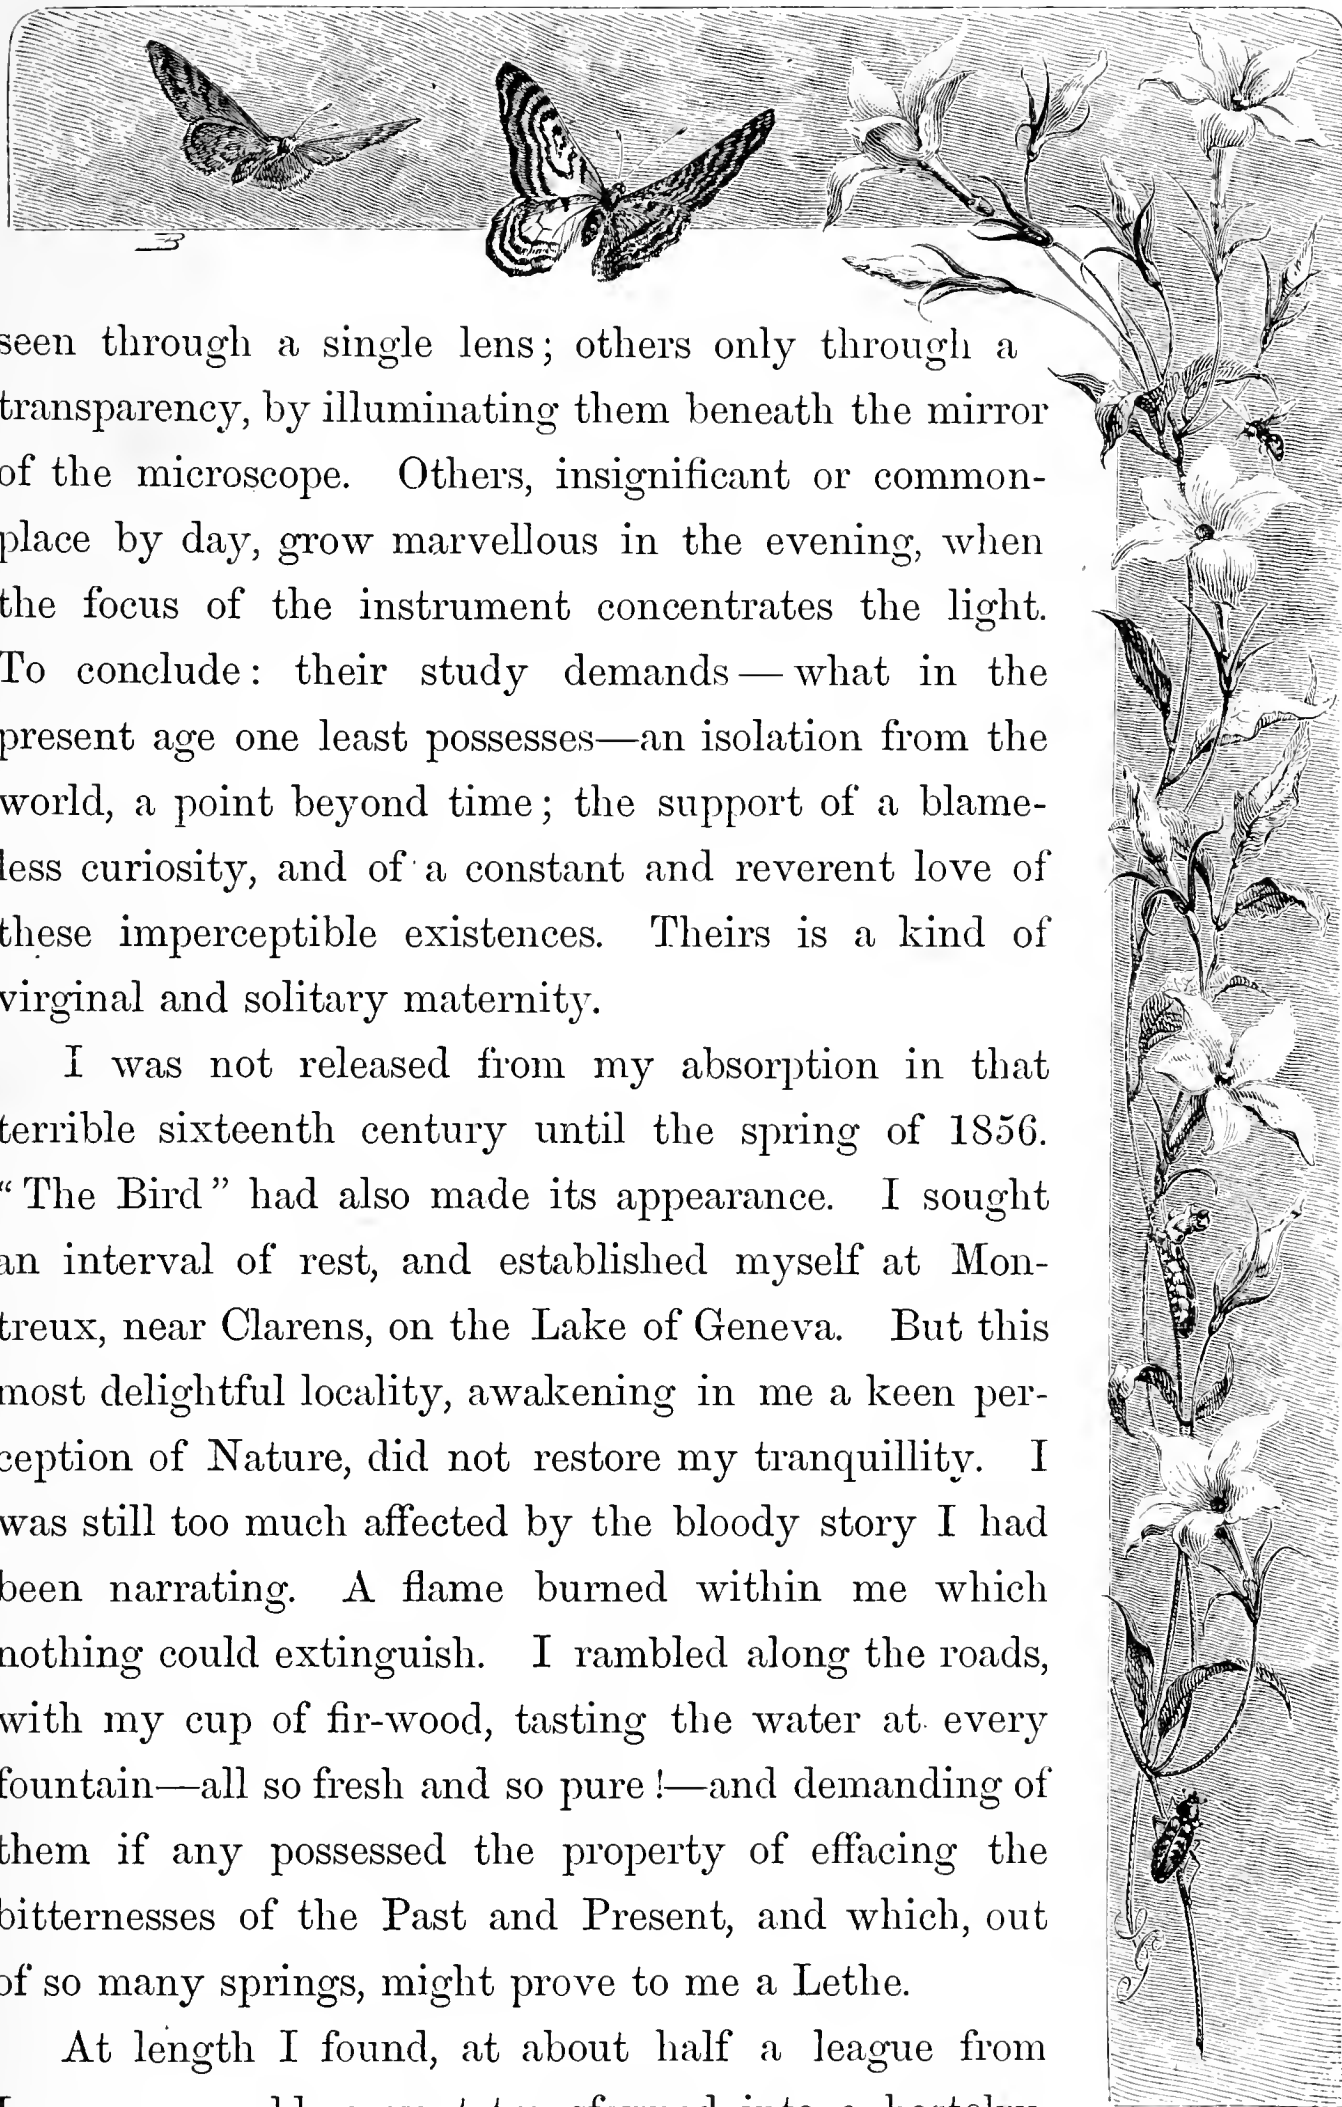 seen through a single lens; others only through a
transparency, by illuminating them beneath the mirror
of the microscope. Others, insignificant or common-
place by day, grow marvellous in the evening, when
the focus of the instrument concentrates the light.
To conclude: their study demands — what in the
present age one least possesses—an isolation from the
world, a point beyond time; the support of a blame-
less curiosity, and of a constant and reverent love of
these imperceptible existences. Theirs is a kind of
virginal and solitary maternity.
I was not released from my absorption in that
terrible sixteenth century until the spring of 1856.
“The Bird” had also made its appearance. I sought
an interval of rest, and established myself at Mon-
treux, near Clarens, on the Lake of Geneva. But this
most delightful locality, awakening in me a keen per-
ception of Nature, did not restore my tranquillity. I
was still too much affected by the bloody story I had
been narrating. A flame burned within me which
nothing could extinguish. I rambled along the roads,
with my cup of fir-wood, tasting the water at every
fountain—all so fresh and so pure!—and demanding of
them if any possessed the property of effacing the
bitternesses of the Past and Present, and which, out
of so many springs, might prove to me a Lethe.
At length I found, at about half a league from